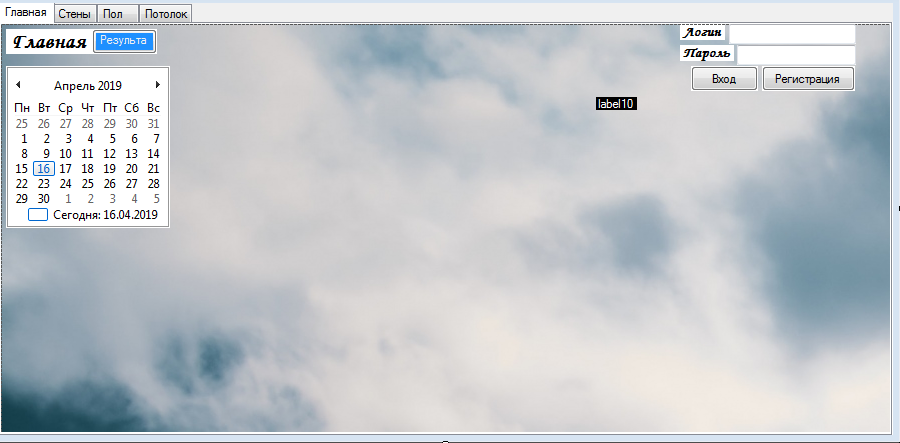 Главная Стены Пол Потолок
Главная Результа
Логин
Пароль
Вход Регистрация
label10
Апрель 2019
Пн Вт Ср Чт Пт Сб Вс
25 26 27 28 29 30 31
1 2 3 4 5 6 7
8 9 10 11 12 13 14
15 16 17 18 19 20 21
22 23 24 25 26 27 28
29 30 1 2 3 4 5
Сегодня: 16.04.2019